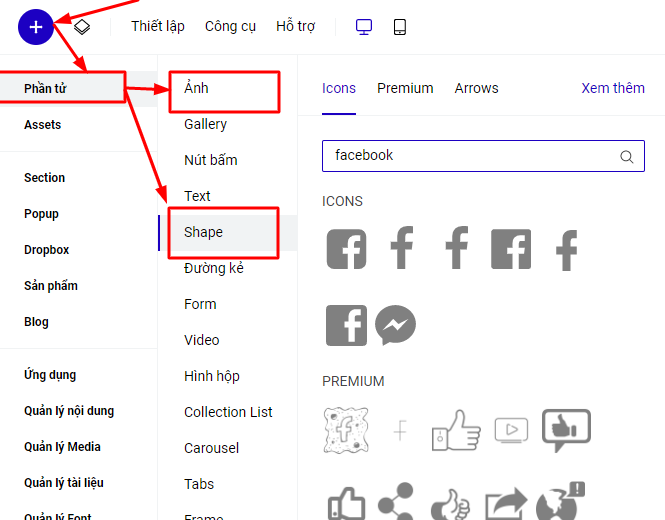 Thiết lập Công cụ Hỗ trợ
Phần tử
Assets
Section
Popup
Dropbox
Sản phẩm
Blog
Ứng dụng
Quản lý nội dung
Quản lý Media
Quản lý tài liệu
Quản lý Font
Ảnh
Gallery
Nút bấm
Text
Shape
Đường kẻ
Form
Video
Hình hộp
Collection List
Carousel
Tabs
Frame
Icons Premium Arrows Xem thêm
facebook
ICONS
PREMIUM